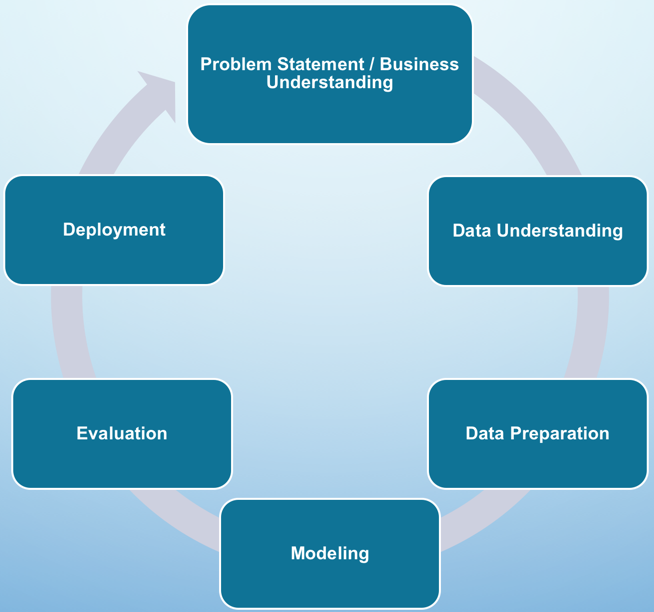 Problem Statement / Business
Understanding
Data Understanding
Data Preparation
Modeling
Evaluation
Deployment